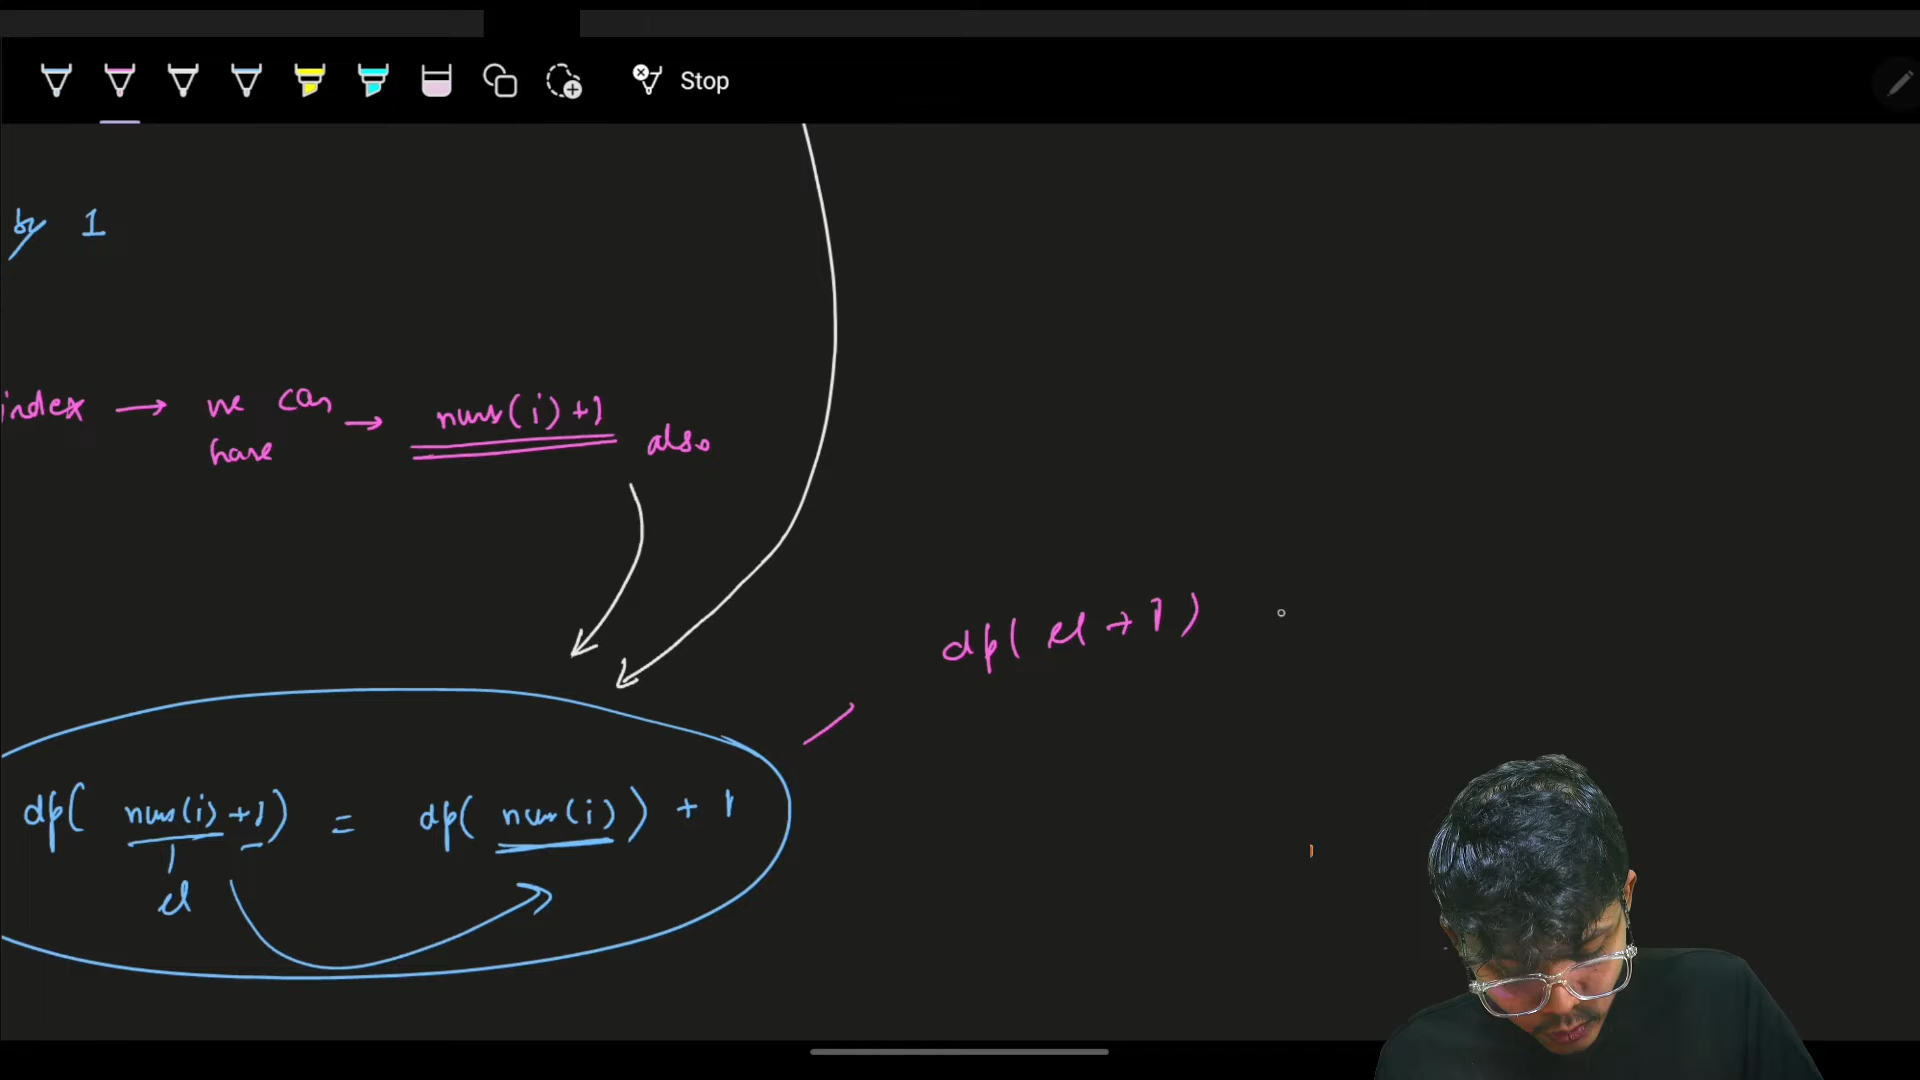 Stop
by 1
index → we can have → nums(i)+1 also
dp( el + 1 )
dp( nums(i) + 1 ) = dp( nums(i) ) + 1
el